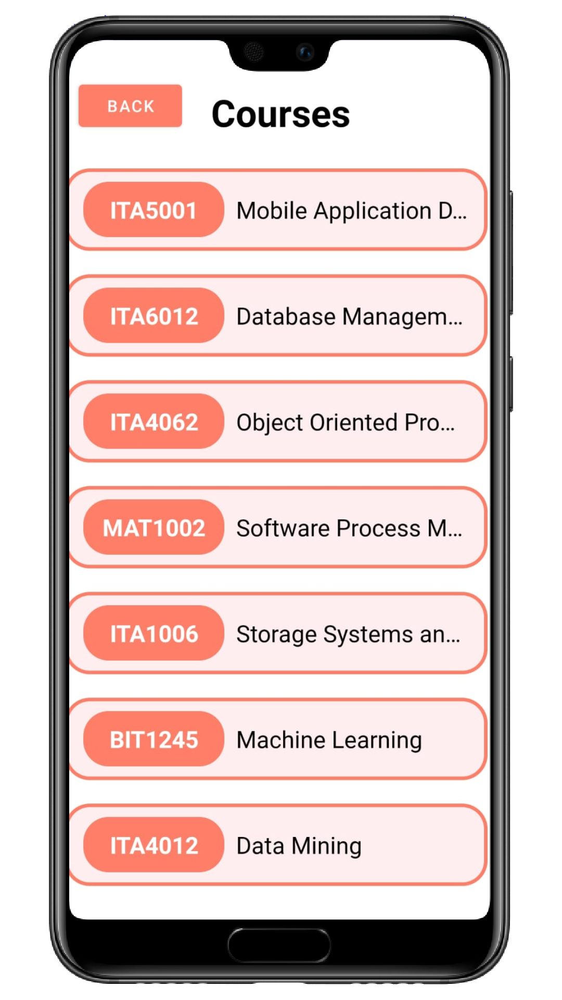 BACK
Courses
ITA5001 Mobile Application D...
ITA6012 Database Managem...
ITA4062 Object Oriented Pro...
MAT1002 Software Process M...
ITA1006 Storage Systems an...
BIT1245 Machine Learning
ITA4012 Data Mining